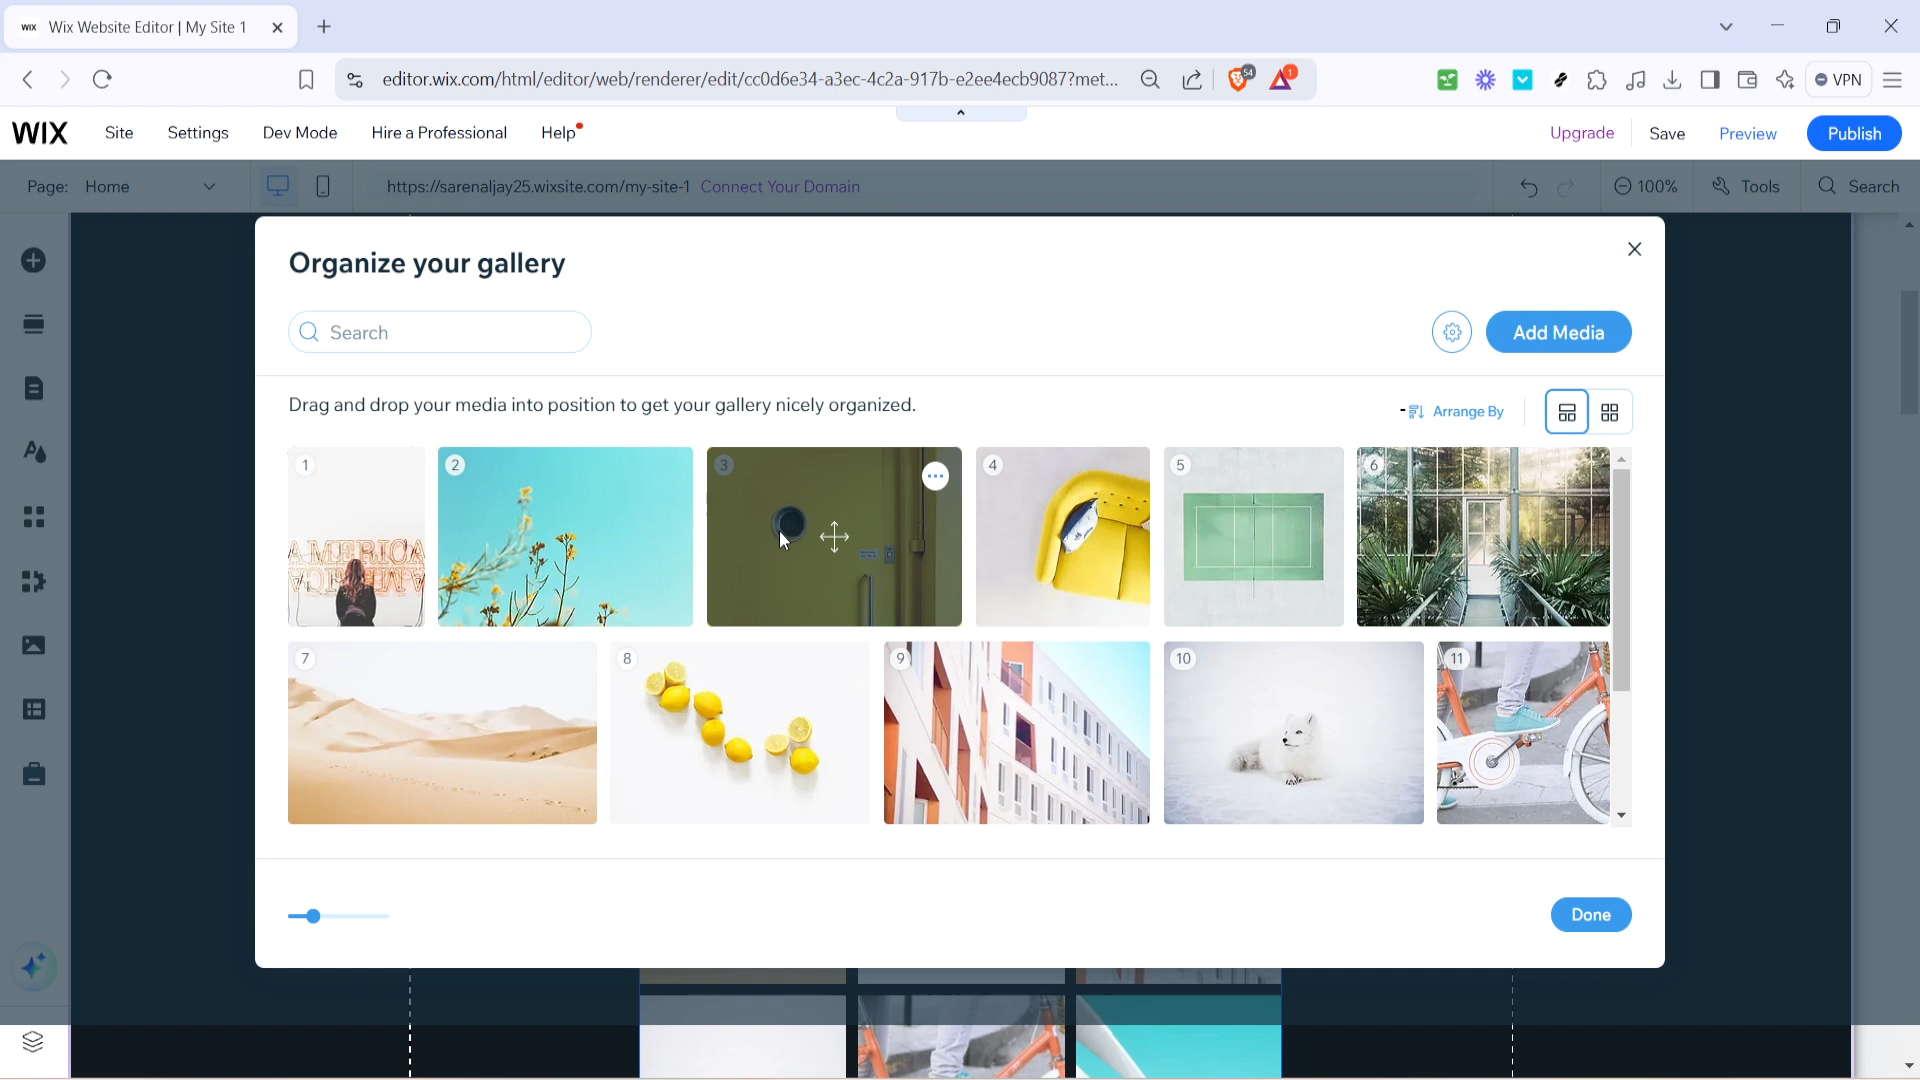 WIX Wix Website Editor | My Site 1
editor.wix.com/html/editor/web/renderer/edit/cc0d6e34-a3ec-4c2a-917b-e2ee4ecb9087?met...
54
1
VPN
WIX Site Settings Dev Mode Hire a Professional Help
Upgrade Save Preview Publish
Page: Home
https://sarenaljay25.wixsite.com/my-site-1 Connect Your Domain
100% Tools Search
Organize your gallery
Search
Add Media
Drag and drop your media into position to get your gallery nicely organized.
Arrange By
1 2 3 4 5 6
AMERICA
7 8 9 10 11
Done